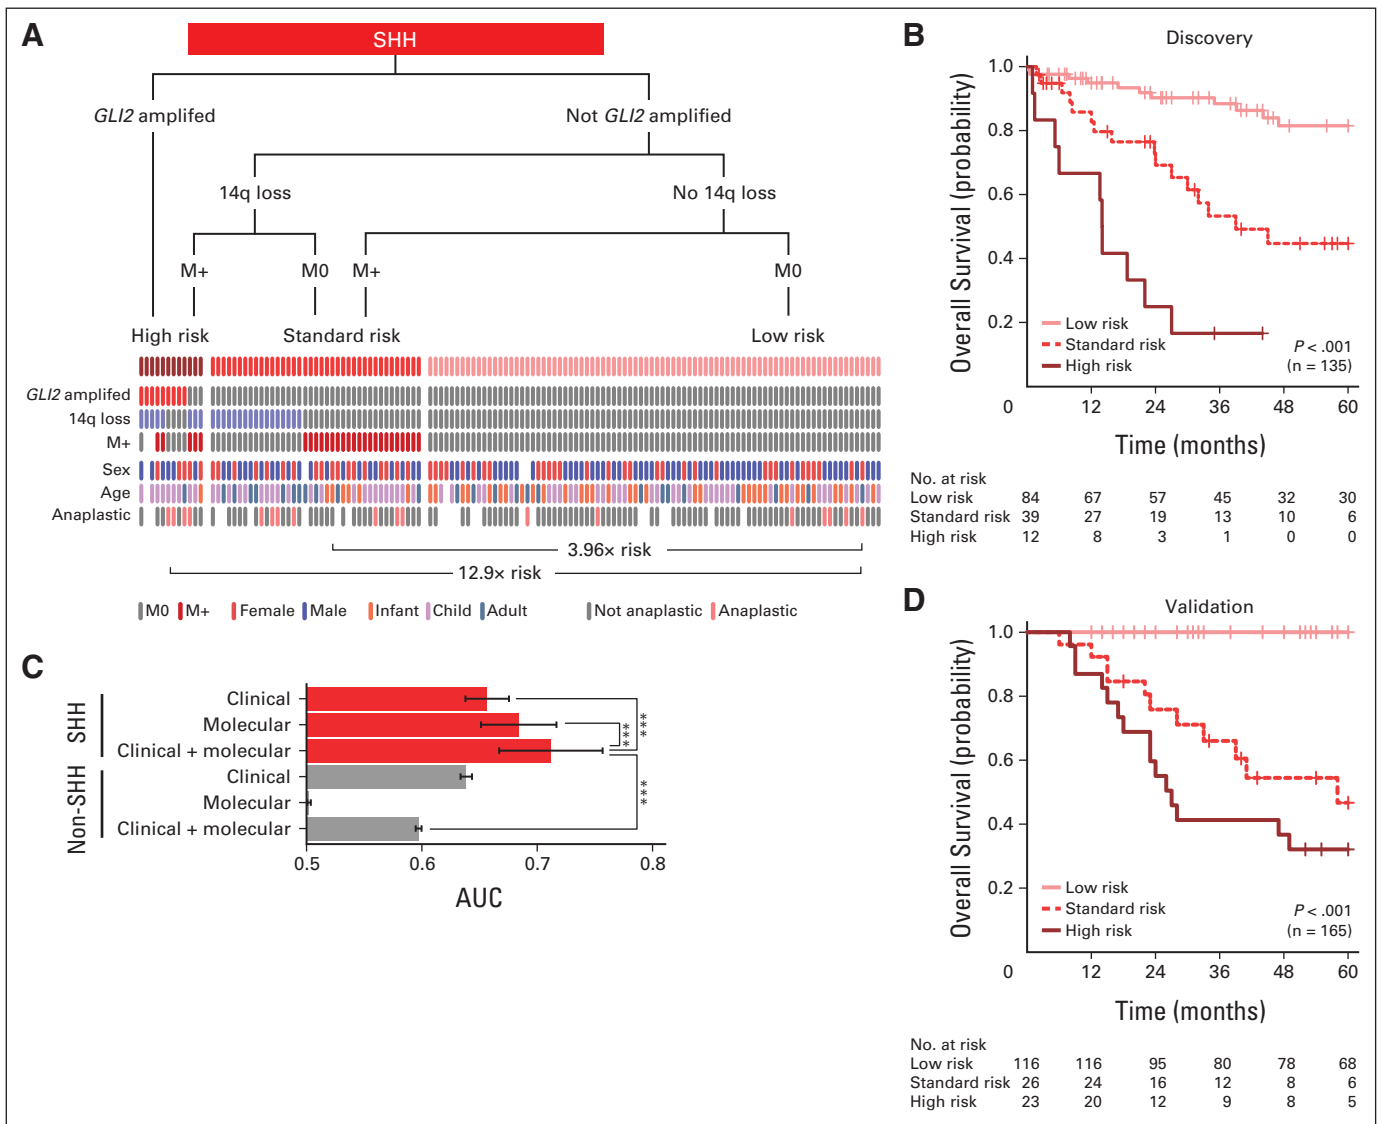 A
SHH
GLI2 amplifed
Not GLI2 amplified
14q loss
No 14q loss
M+
M0
M+
M0
High risk
Standard risk
Low risk
GLI2 amplifed
14q loss
M+
Sex
Age
Anaplastic
3.96× risk
12.9× risk
M0 M+ Female Male Infant Child Adult Not anaplastic Anaplastic
B
Discovery
Overall Survival (probability)
1.0
0.8
0.6
0.4
0.2
Low risk
Standard risk
High risk
P < .001
(n = 135)
0 12 24 36 48 60
Time (months)
No. at risk
Low risk 84 67 57 45 32 30
Standard risk 39 27 19 13 10 6
High risk 12 8 3 1 0 0
C
SHH
Clinical
Molecular
Clinical + molecular
Non-SHH
Clinical
Molecular
Clinical + molecular
***
***
***
0.5 0.6 0.7 0.8
AUC
D
Validation
Overall Survival (probability)
1.0
0.8
0.6
0.4
0.2
Low risk
Standard risk
High risk
P < .001
(n = 165)
0 12 24 36 48 60
Time (months)
No. at risk
Low risk 116 116 95 80 78 68
Standard risk 26 24 16 12 8 6
High risk 23 20 12 9 8 5